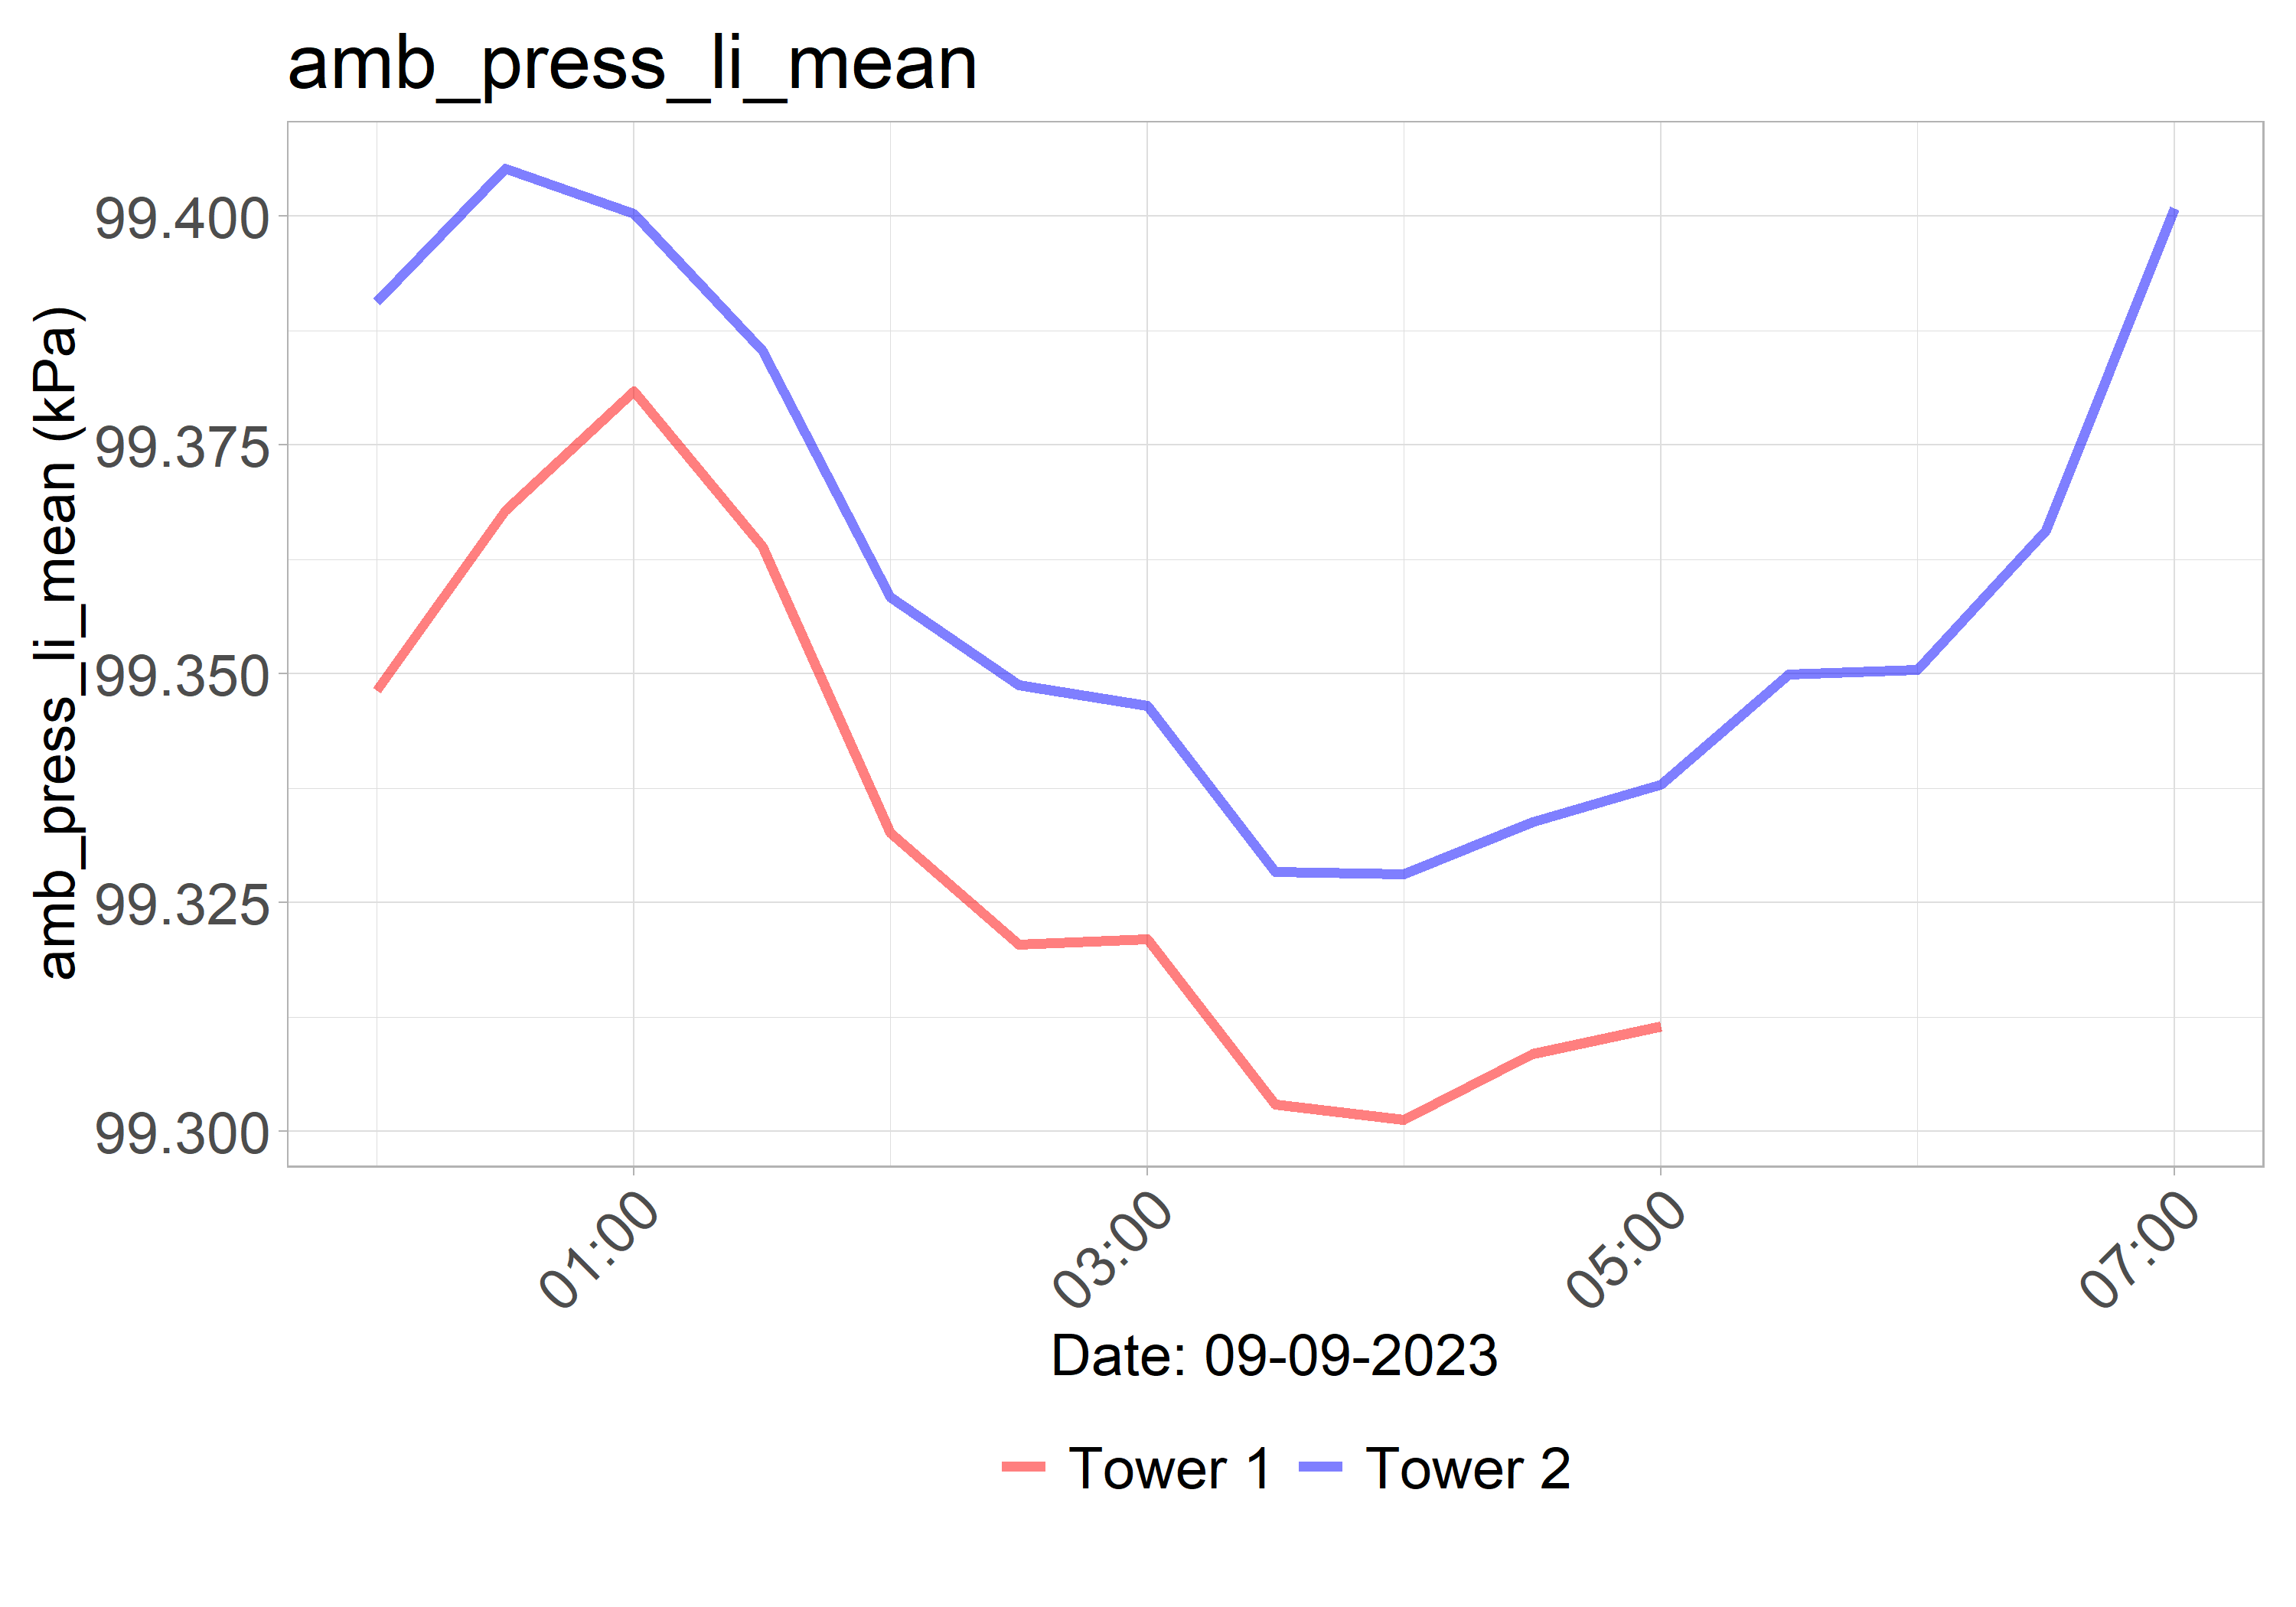 amb_press_li_mean
amb_press_li_mean (kPa)
99.400
99.375
99.350
99.325
99.300
01:00
03:00
05:00
07:00
Date: 09-09-2023
Tower 1
Tower 2